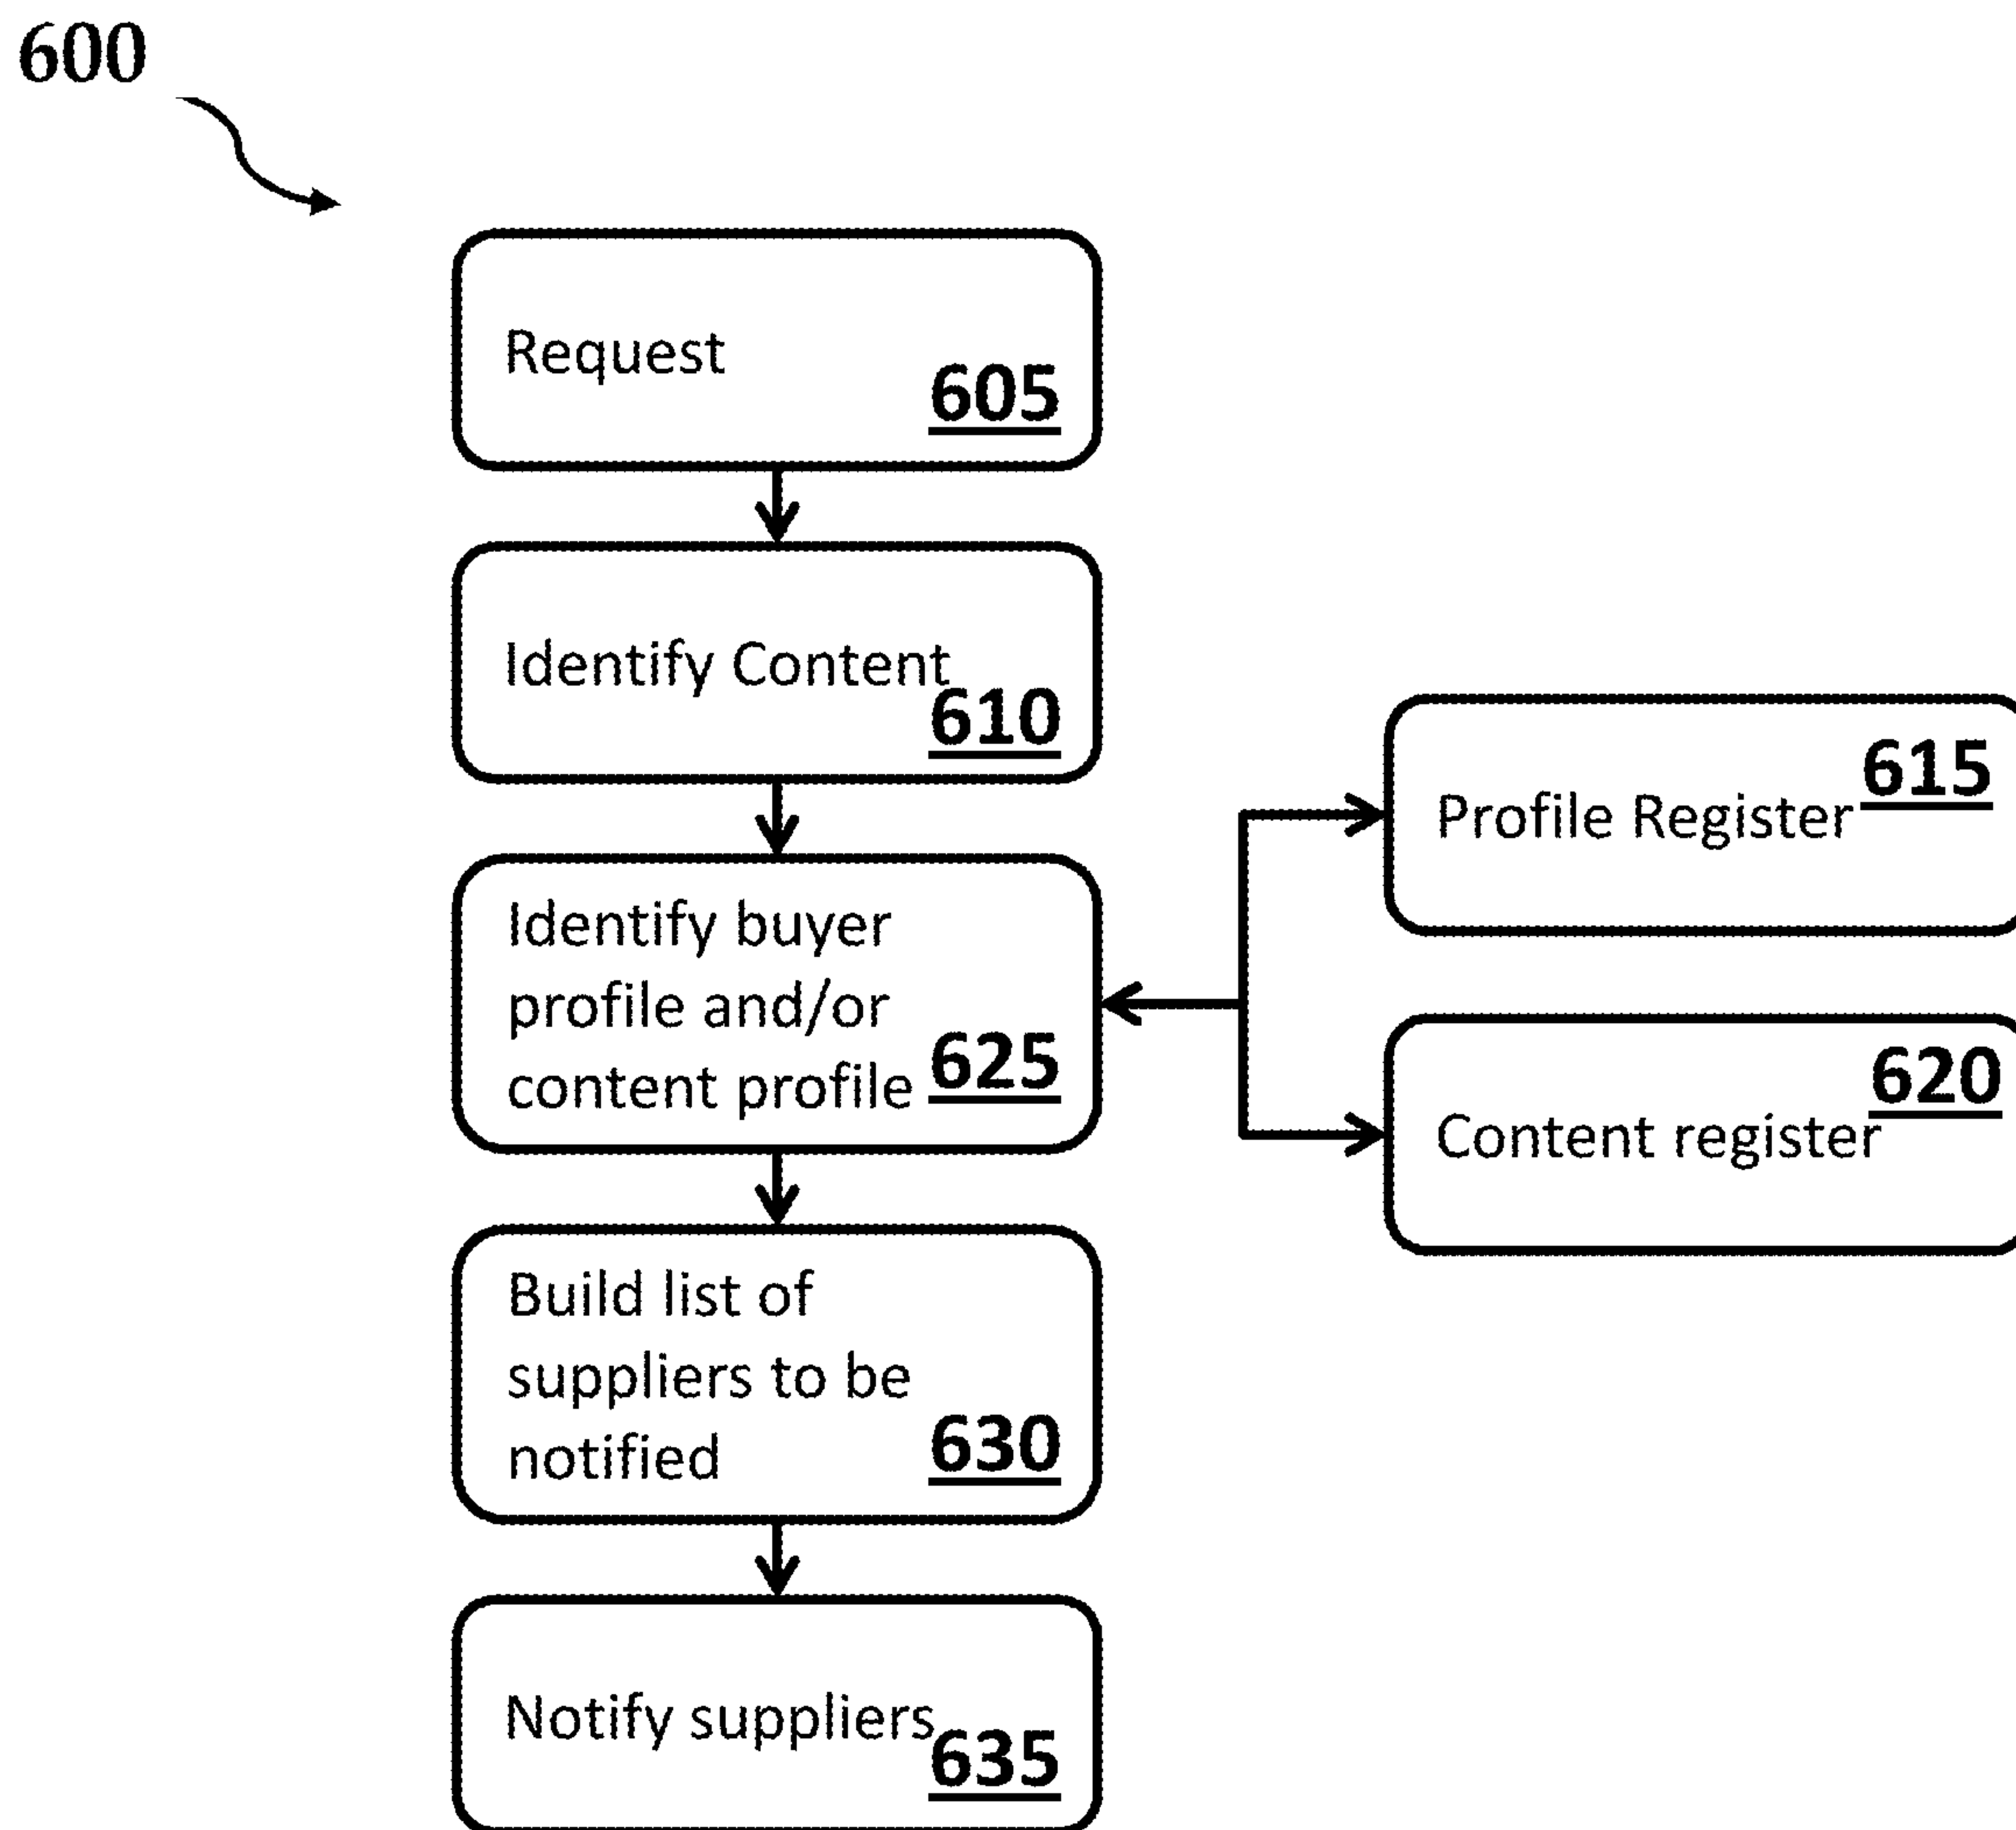 600
Request
605
Identify Content
610
Identify buyer
profile and/or
content profile
625
Profile Register
615
Content register
620
Build list of
suppliers to be
notified
630
Notify suppliers
635